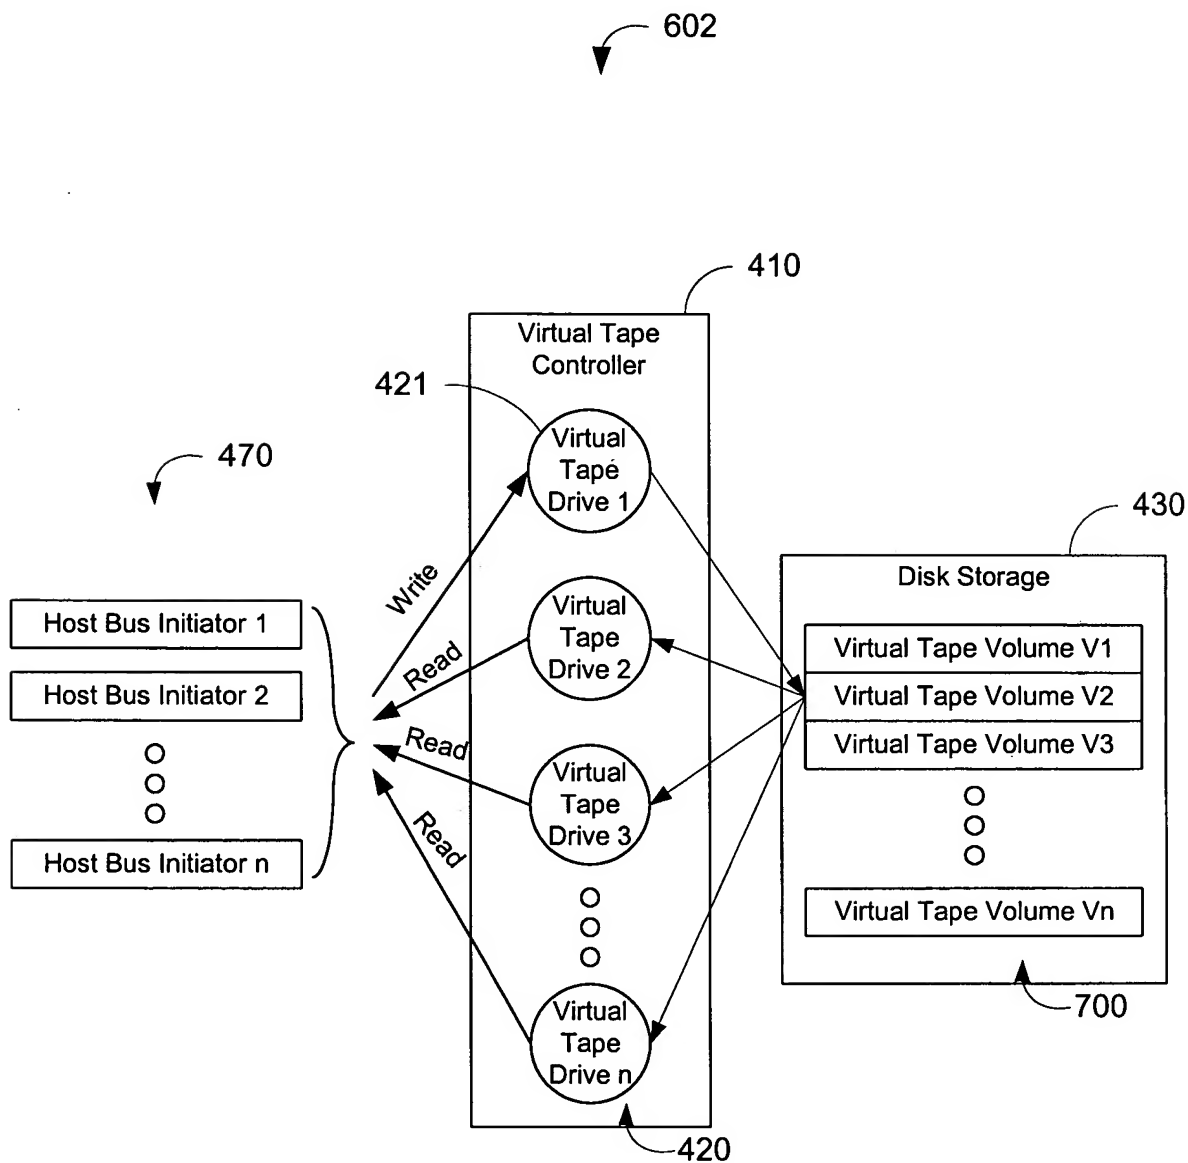 602
410
Virtual Tape
Controller
421
Virtual
Tape
Drive 1
470
430
Disk Storage
Write
Host Bus Initiator 1
Host Bus Initiator 2
Host Bus Initiator n
Read
Virtual
Tape
Drive 2
Virtual Tape Volume V1
Virtual Tape Volume V2
Virtual Tape Volume V3
Read
Virtual
Tape
Drive 3
Read
Virtual Tape Volume Vn
700
Virtual
Tape
Drive n
420